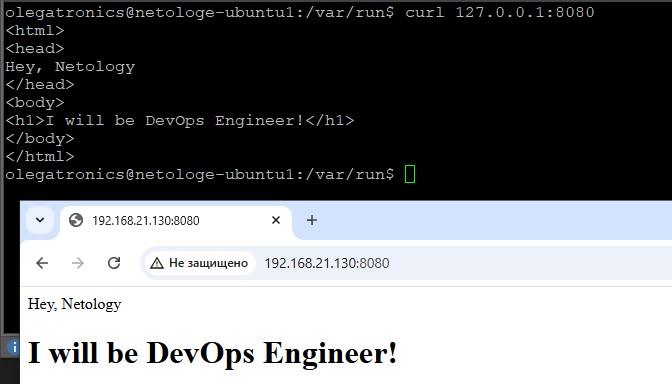 olegatronics@netologe-ubuntu1:/var/run$ curl 127.0.0.1:8080
<html>
<head>
Hey, Netology
</head>
<body>
<h1>I will be DevOps Engineer!</h1>
</body>
</html>
olegatronics@netologe-ubuntu1:/var/run$
192.168.21.130:8080
Не защищено 192.168.21.130:8080
Hey, Netology
I will be DevOps Engineer!